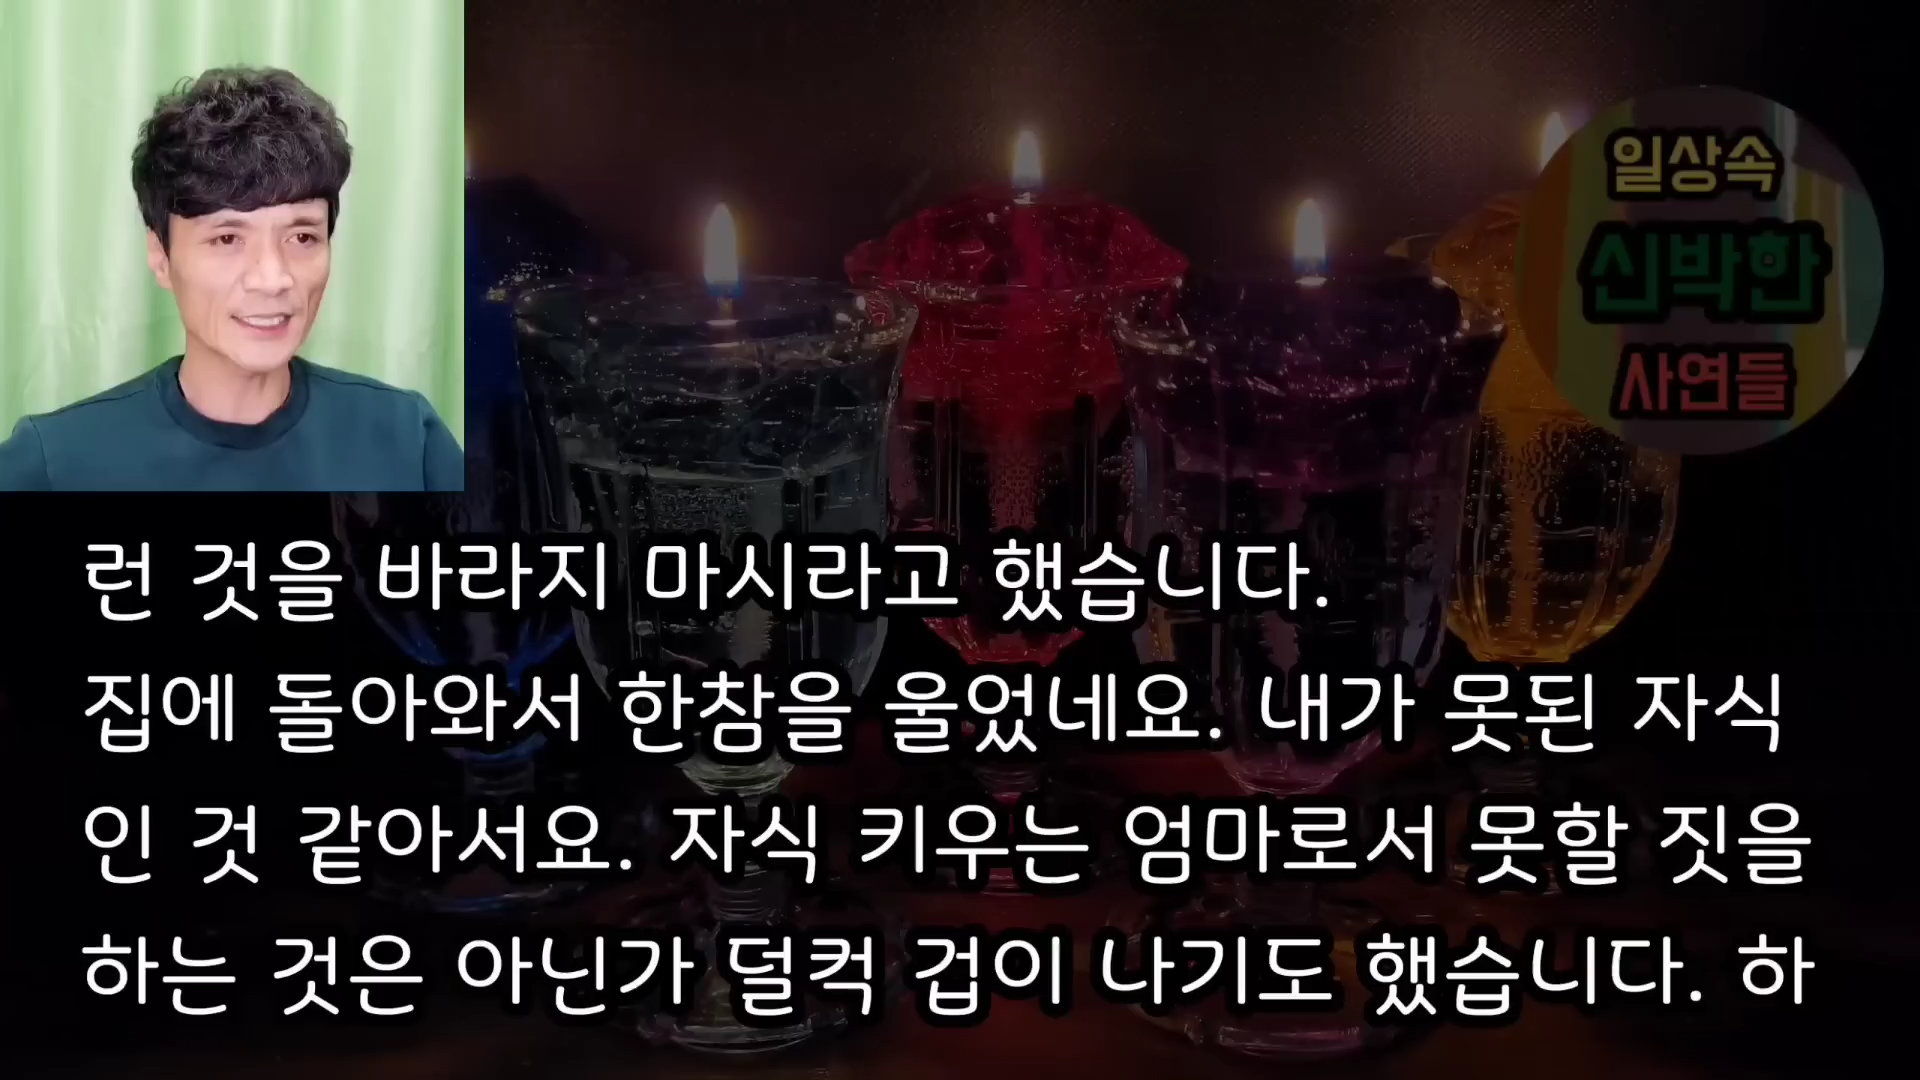 일상속
신박한
사연들
런 것을 바라지 마시라고 했습니다.
집에 돌아와서 한참을 울었네요. 내가 못된 자식
인 것 같아서요. 자식 키우는 엄마로서 못할 짓을
하는 것은 아닌가 덜컥 겁이 나기도 했습니다. 하